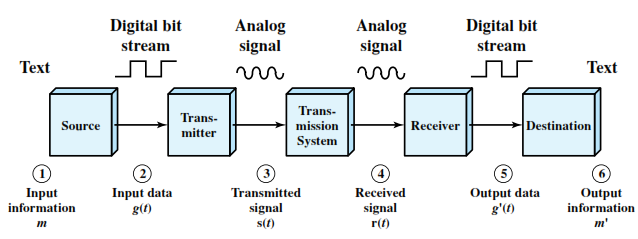 Digital bit
stream
Analog
signal
Analog
signal
Digital bit
stream
Text
Text
Source
Trans-
mitter
Trans-
mission
System
Receiver
Destination
1
Input
information
m
2
Input data
g(t)
3
Transmitted
signal
s(t)
4
Received
signal
r(t)
5
Output data
g'(t)
6
Output
information
m'